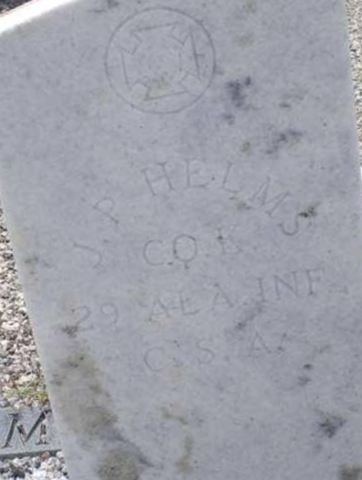 J P HELMS
CO. K
29 ALA. INF.
C. S. A.
M